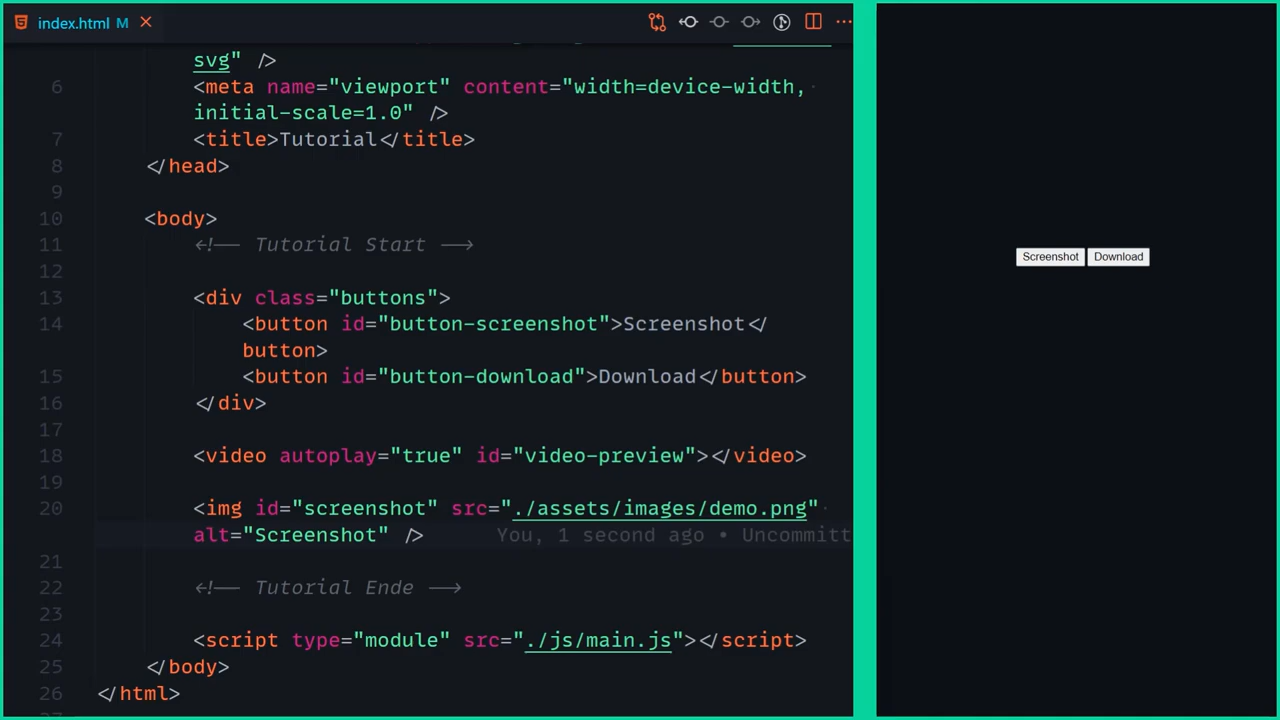 index.html M
svg" />
6 <meta name="viewport" content="width=device-width,
initial-scale=1.0" />
7 <title>Tutorial</title>
8 </head>
9
10 <body>
11 <!-- Tutorial Start -->
12
13 <div class="buttons">
14 <button id="button-screenshot">Screenshot</
button>
15 <button id="button-download">Download</button>
16 </div>
17
18 <video autoplay="true" id="video-preview"></video>
19
20 <img id="screenshot" src="./assets/images/demo.png"
alt="Screenshot" /> You, 1 second ago • Uncommitt
21
22 <!-- Tutorial Ende -->
23
24 <script type="module" src="./js/main.js"></script>
25 </body>
26 </html>
Screenshot Download